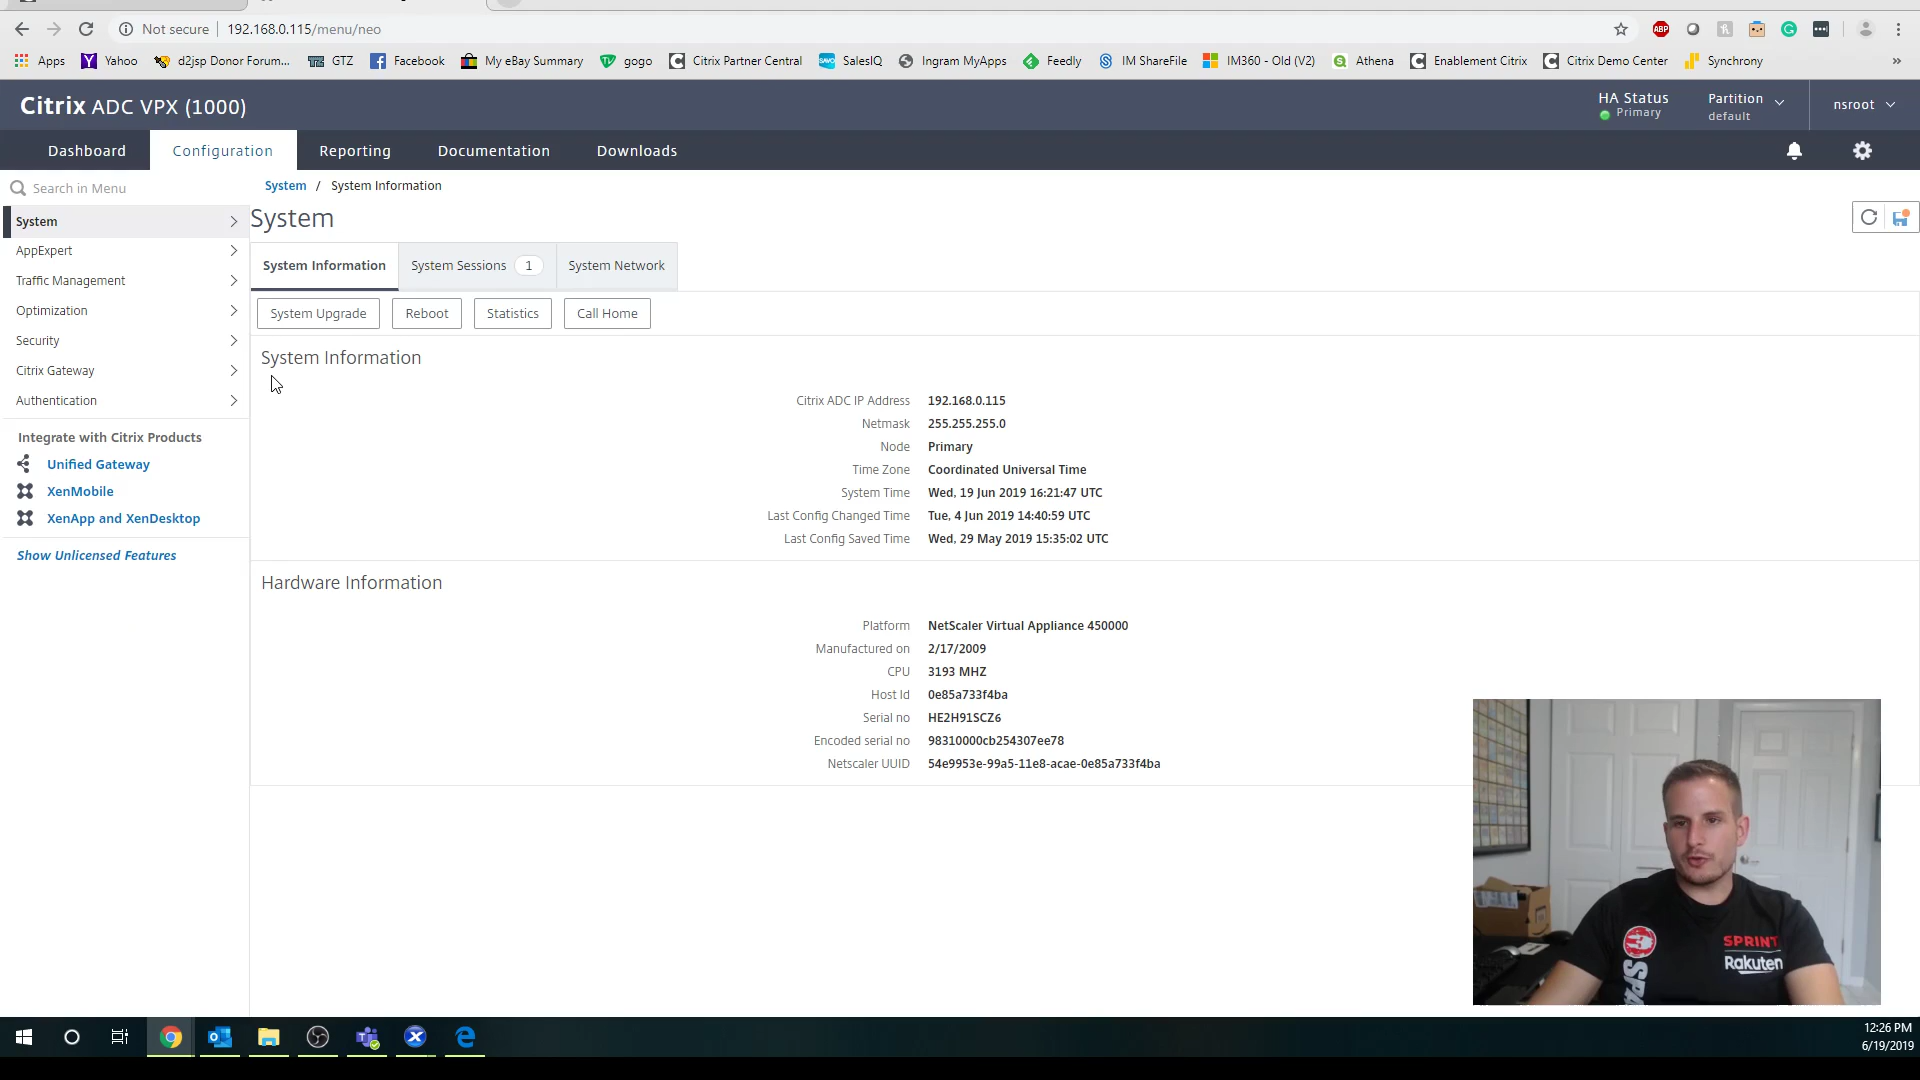 Not secure 192.168.0.115/menu/neo
ABP
Apps Yahoo d2jsp Donor Forum... GTZ Facebook My eBay Summary gogo Citrix Partner Central SalesIQ Ingram MyApps Feedly IM ShareFile IM360 - Old (V2) Athena Enablement Citrix Citrix Demo Center Synchrony »
Citrix ADC VPX (1000)
HA Status
Primary
Partition
default
nsroot
Dashboard Configuration Reporting Documentation Downloads
Search in Menu
System
AppExpert
Traffic Management
Optimization
Security
Citrix Gateway
Authentication
Integrate with Citrix Products
Unified Gateway
XenMobile
XenApp and XenDesktop
Show Unlicensed Features
System / System Information
System
System Information System Sessions 1 System Network
System Upgrade Reboot Statistics Call Home
System Information
Citrix ADC IP Address 192.168.0.115
Netmask 255.255.255.0
Node Primary
Time Zone Coordinated Universal Time
System Time Wed, 19 Jun 2019 16:21:47 UTC
Last Config Changed Time Tue, 4 Jun 2019 14:40:59 UTC
Last Config Saved Time Wed, 29 May 2019 15:35:02 UTC
Hardware Information
Platform NetScaler Virtual Appliance 450000
Manufactured on 2/17/2009
CPU 3193 MHZ
Host Id 0e85a733f4ba
Serial no HE2H91SCZ6
Encoded serial no 98310000cb254307ee78
Netscaler UUID 54e9953e-99a5-11e8-acae-0e85a733f4ba
SPRINT
Rakuten
12:26 PM
6/19/2019